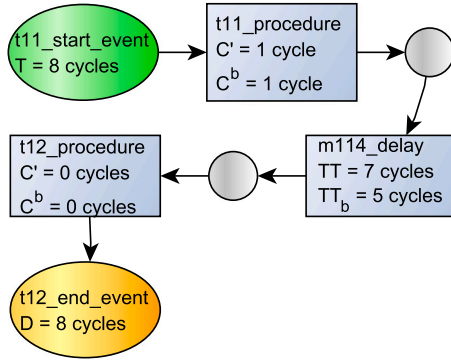 t11_start_event
T = 8 cycles
t11_procedure
C' = 1 cycle
C^b = 1 cycle
m114_delay
TT = 7 cycles
TT_b = 5 cycles
t12_procedure
C' = 0 cycles
C^b = 0 cycles
t12_end_event
D = 8 cycles